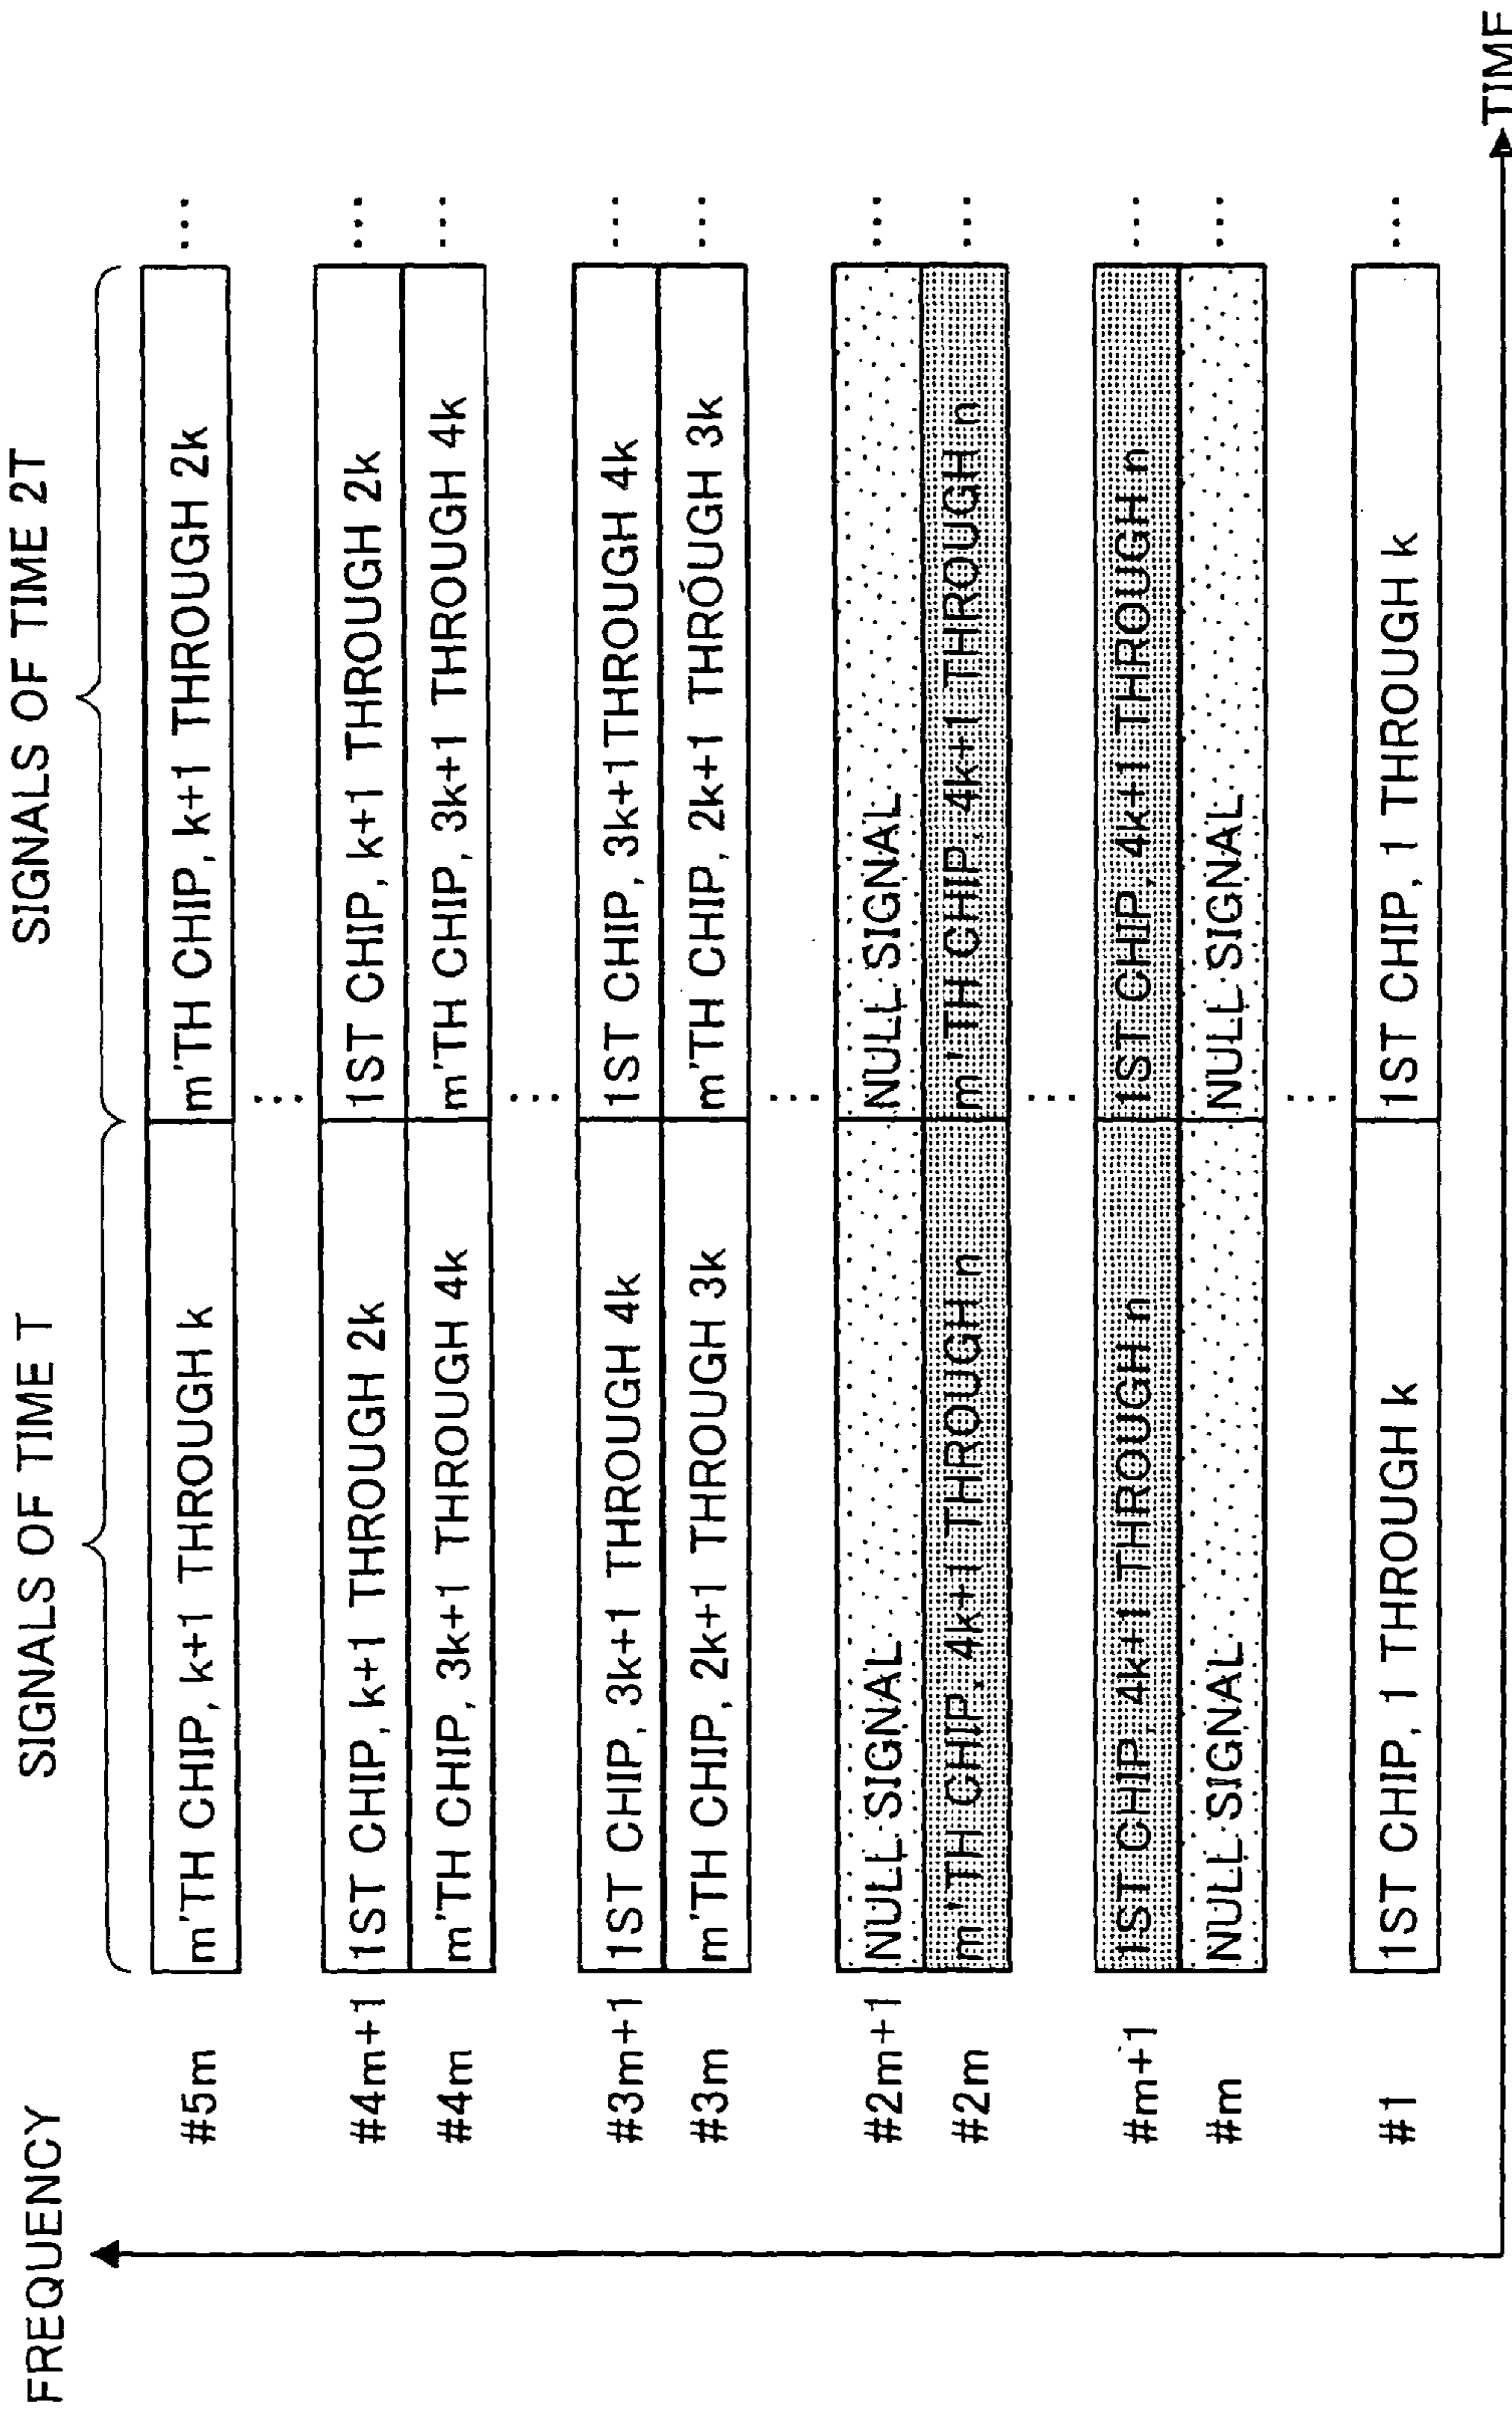 FREQUENCY
SIGNALS OF TIME T
SIGNALS OF TIME 2T
#5m
m'TH CHIP, k+1 THROUGH k
m'TH CHIP, k+1 THROUGH 2k
...
...
#4m+1
1ST CHIP, k+1 THROUGH 2k
1ST CHIP, k+1 THROUGH 2k
...
#4m
m'TH CHIP, 3k+1 THROUGH 4k
m'TH CHIP, 3k+1 THROUGH 4k
...
...
#3m+1
1ST CHIP, 3k+1 THROUGH 4k
1ST CHIP, 3k+1 THROUGH 4k
...
#3m
m'TH CHIP, 2k+1 THROUGH 3k
m'TH CHIP, 2k+1 THROUGH 3k
...
...
#2m+1
NULL SIGNAL
NULL SIGNAL
...
#2m
m'TH CHIP, 4k+1 THROUGH n
m'TH CHIP, 4k+1 THROUGH n
...
...
#m+1
1ST CHIP, 4k+1 THROUGH n
1ST CHIP, 4k+1 THROUGH n
...
#m
NULL SIGNAL
NULL SIGNAL
...
...
#1
1ST CHIP, 1 THROUGH k
1ST CHIP, 1 THROUGH k
...
TIME